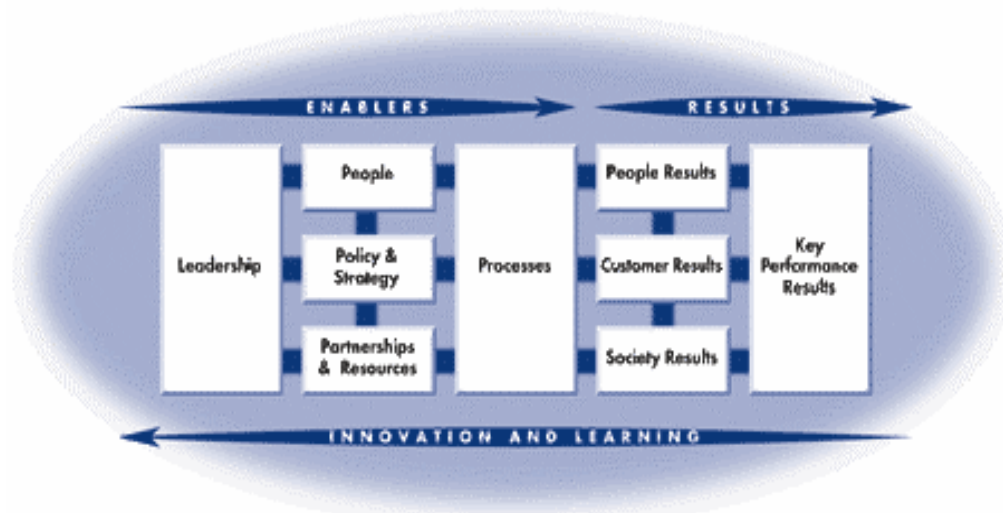 ENABLERS
RESULTS
Leadership
People
Policy &
Strategy
Partnerships
& Resources
Processes
People Results
Customer Results
Society Results
Key
Performance
Results
INNOVATION AND LEARNING